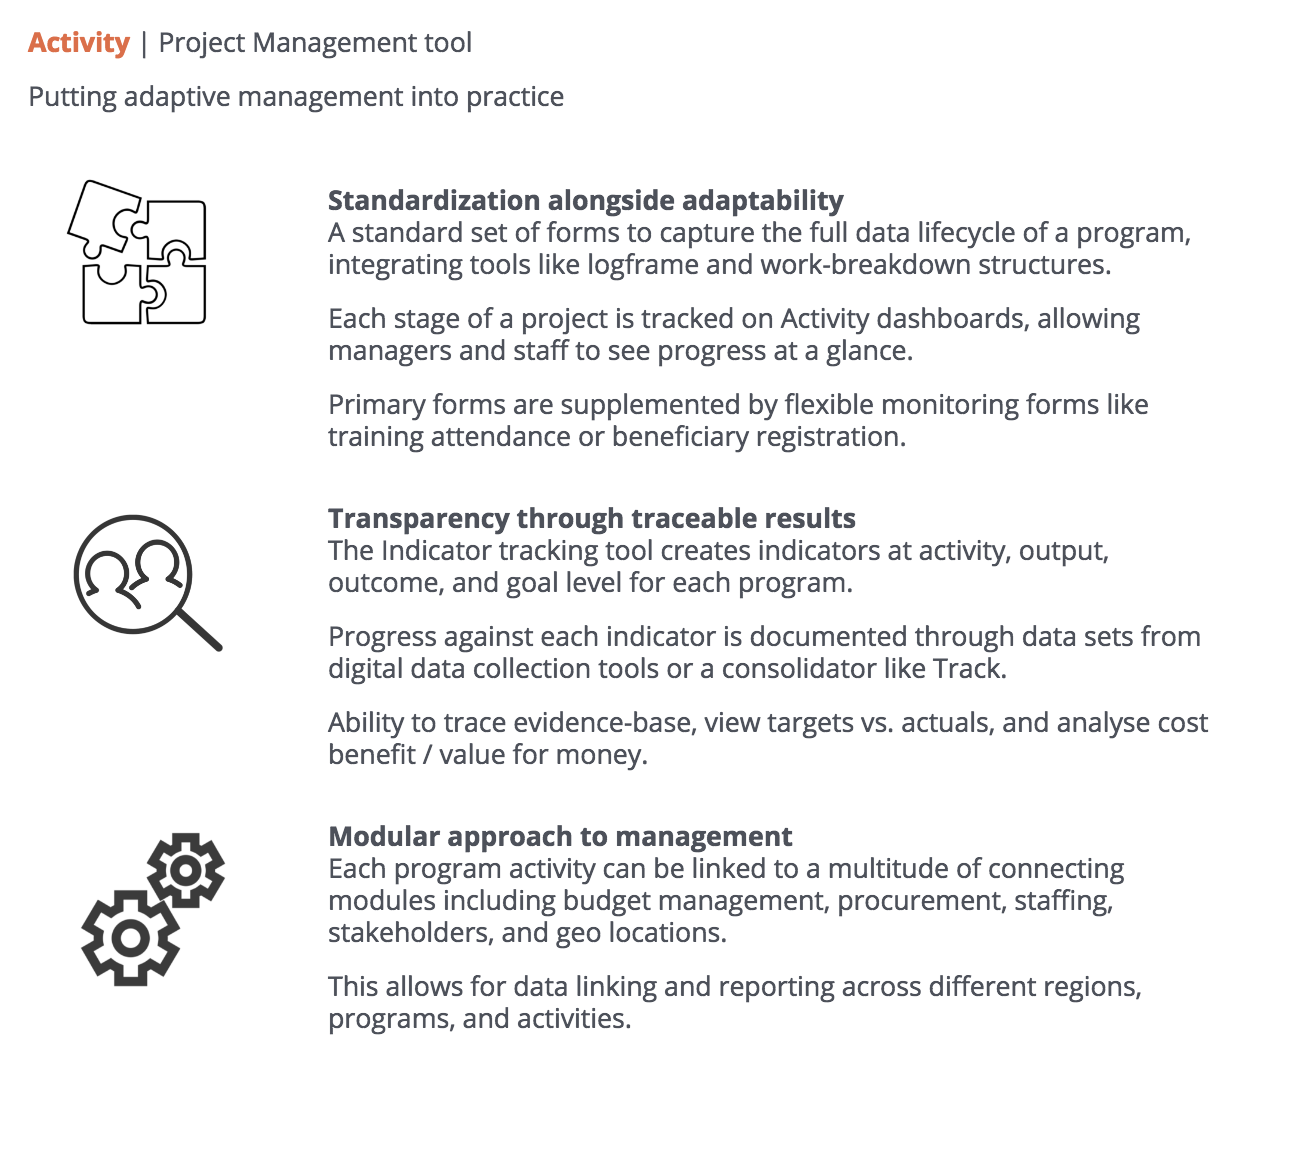 Activity | Project Management tool
Putting adaptive management into practice
Standardization alongside adaptability
A standard set of forms to capture the full data lifecycle of a program,
integrating tools like logframe and work-breakdown structures.
Each stage of a project is tracked on Activity dashboards, allowing
managers and staff to see progress at a glance.
Primary forms are supplemented by flexible monitoring forms like
training attendance or beneficiary registration.
Transparency through traceable results
The Indicator tracking tool creates indicators at activity, output,
outcome, and goal level for each program.
Progress against each indicator is documented through data sets from
digital data collection tools or a consolidator like Track.
Ability to trace evidence-base, view targets vs. actuals, and analyse cost
benefit / value for money.
Modular approach to management
Each program activity can be linked to a multitude of connecting
modules including budget management, procurement, staffing,
stakeholders, and geo locations.
This allows for data linking and reporting across different regions,
programs, and activities.